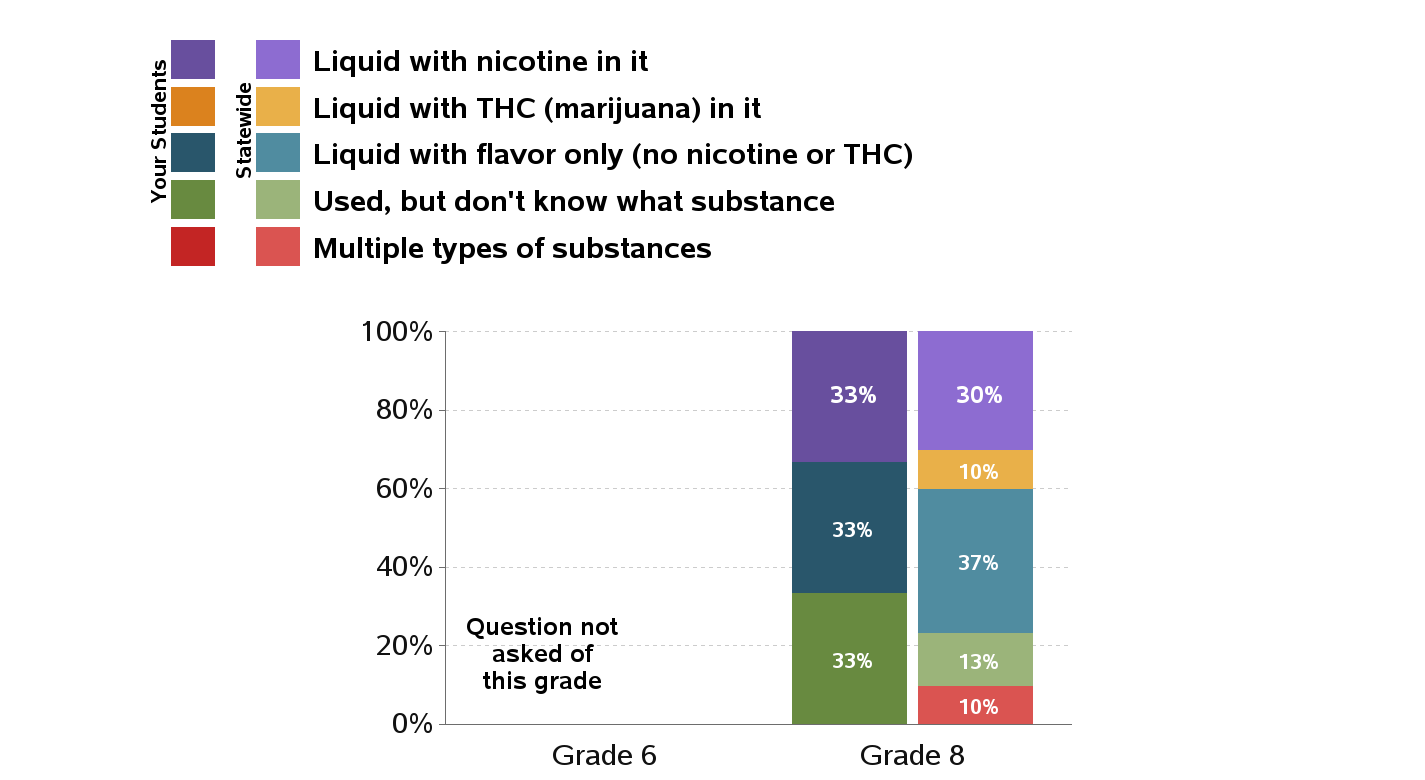 Your Students
Statewide
Liquid with nicotine in it
Liquid with THC (marijuana) in it
Liquid with flavor only (no nicotine or THC)
Used, but don't know what substance
Multiple types of substances
100%
80%
60%
40%
20%
0%
Question not
asked of
this grade
33%
33%
33%
30%
10%
37%
13%
10%
Grade 6
Grade 8